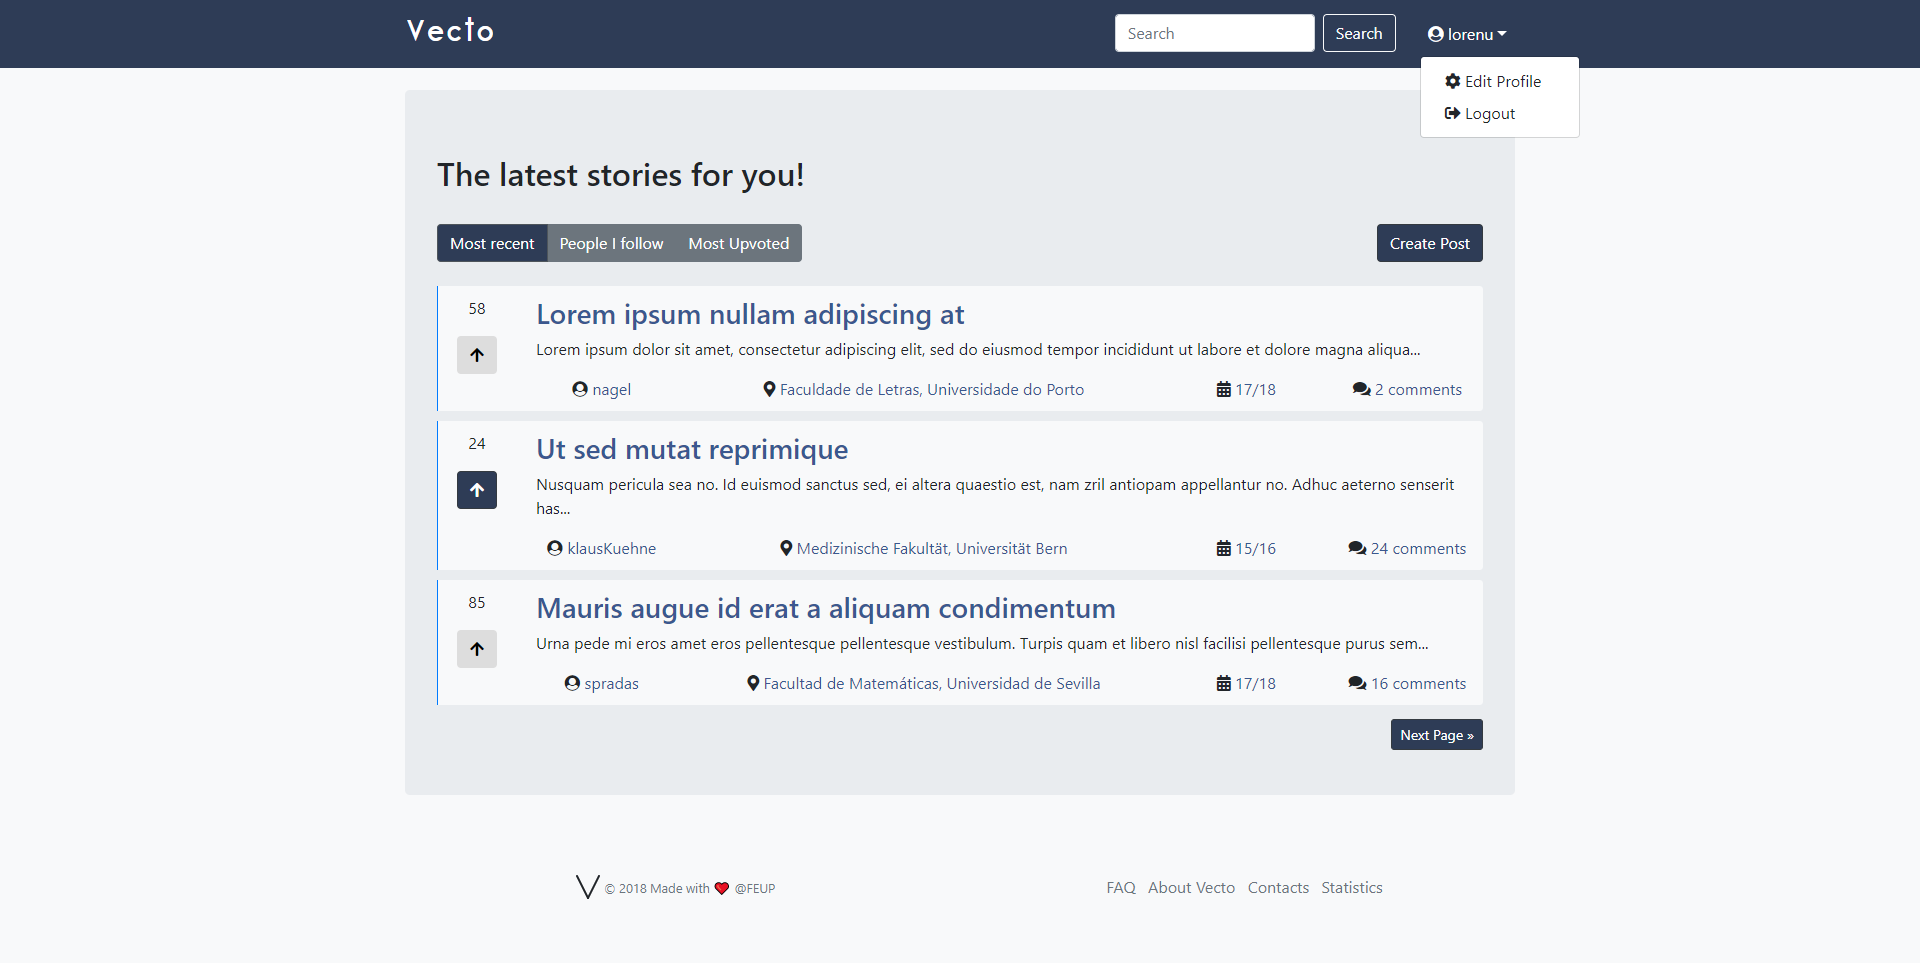 Vecto
Search
Search
lorenu
Edit Profile
Logout
The latest stories for you!
Most recent
People I follow
Most Upvoted
Create Post
58
Lorem ipsum nullam adipiscing at
Lorem ipsum dolor sit amet, consectetur adipiscing elit, sed do eiusmod tempor incididunt ut labore et dolore magna aliqua...
nagel
Faculdade de Letras, Universidade do Porto
17/18
2 comments
24
Ut sed mutat reprimique
Nusquam pericula sea no. Id euismod sanctus sed, ei altera quaestio est, nam zril antiopam appellantur no. Adhuc aeterno senserit
has...
klausKuehne
Medizinische Fakultät, Universität Bern
15/16
24 comments
85
Mauris augue id erat a aliquam condimentum
Urna pede mi eros amet eros pellentesque pellentesque vestibulum. Turpis quam et libero nisl facilisi pellentesque purus sem...
spradas
Facultad de Matemáticas, Universidad de Sevilla
17/18
16 comments
Next Page »
© 2018 Made with ❤ @FEUP
FAQ
About Vecto
Contacts
Statistics